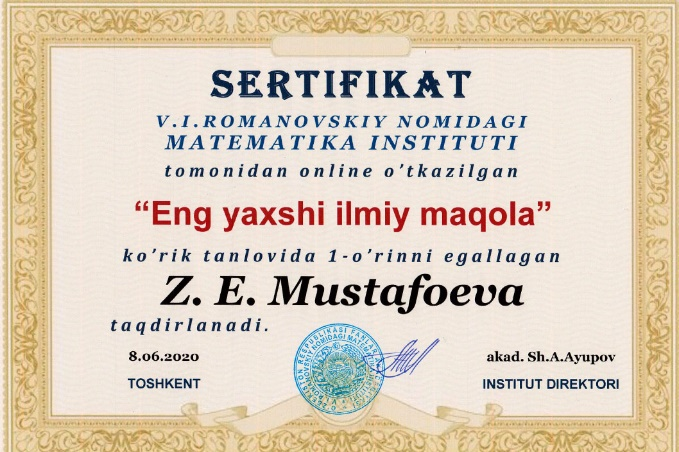 SERTIFIKAT
V.I.ROMANOVSKIY NOMIDAGI
MATEMATIKA INSTITUTI
tomonidan online o’tkazilgan
“Eng yaxshi ilmiy maqola”
ko’rik tanlovida 1-o’rinni egallagan
Z. E. Mustafoeva
taqdirlanadi.
8.06.2020
akad. Sh.A.Ayupov
TOSHKENT
INSTITUT DIREKTORI